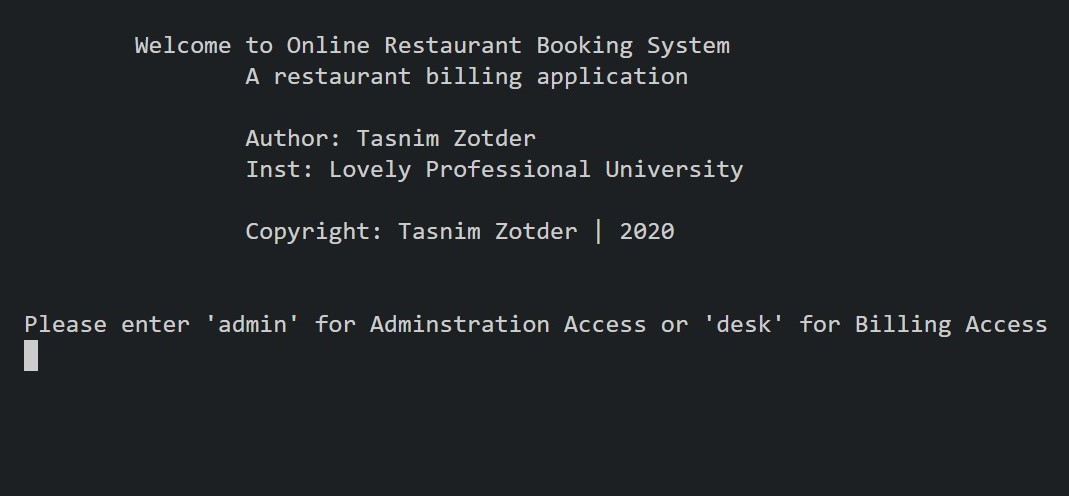 Welcome to Online Restaurant Booking System
A restaurant billing application
Author: Tasnim Zotder
Inst: Lovely Professional University
Copyright: Tasnim Zotder | 2020
Please enter 'admin' for Adminstration Access or 'desk' for Billing Access